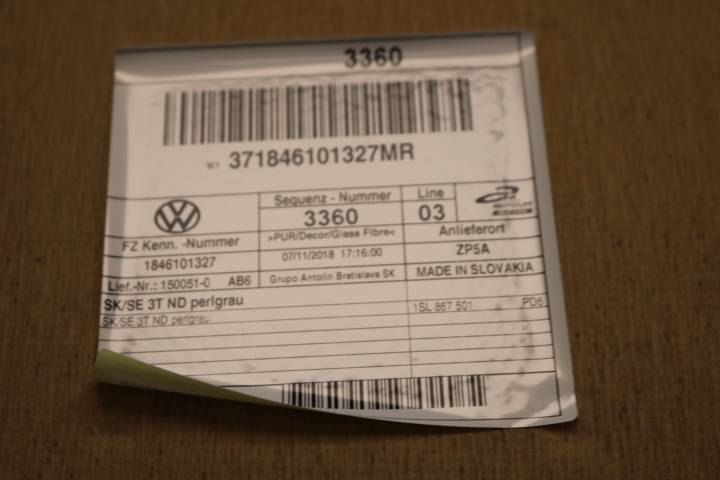 3360
W1 371846101327MR
Sequenz - Nummer
Line
3360
03
ANTOLIN
FZ Kenn. -Nummer
>PUR/Decor/Glass Fibre<
Anlieferort
1846101327
07/11/2018 17:16:00
ZP5A
Lief.-Nr.: 150051-0 AB6
Grupo Antolin Bratislava SK
MADE IN SLOVAKIA
SK/SE 3T ND perlgrau
SK/SE 3T ND perlgrau
1SL 867 501 PD6